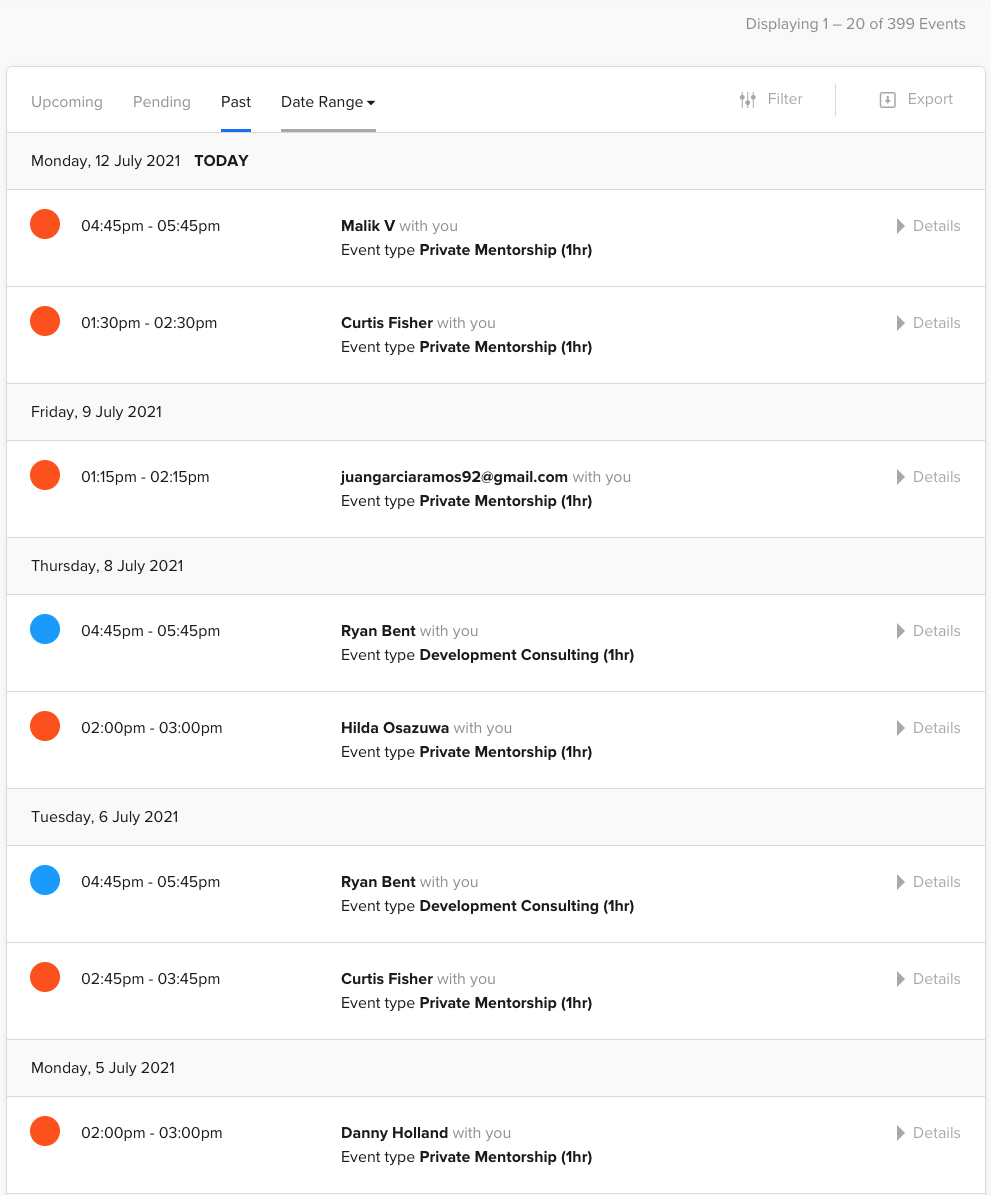 Displaying 1 – 20 of 399 Events
Upcoming Pending Past Date Range Filter Export
Monday, 12 July 2021 TODAY
04:45pm - 05:45pm Malik V with you Details
Event type Private Mentorship (1hr)
01:30pm - 02:30pm Curtis Fisher with you Details
Event type Private Mentorship (1hr)
Friday, 9 July 2021
01:15pm - 02:15pm juangarciaramos92@gmail.com with you Details
Event type Private Mentorship (1hr)
Thursday, 8 July 2021
04:45pm - 05:45pm Ryan Bent with you Details
Event type Development Consulting (1hr)
02:00pm - 03:00pm Hilda Osazuwa with you Details
Event type Private Mentorship (1hr)
Tuesday, 6 July 2021
04:45pm - 05:45pm Ryan Bent with you Details
Event type Development Consulting (1hr)
02:45pm - 03:45pm Curtis Fisher with you Details
Event type Private Mentorship (1hr)
Monday, 5 July 2021
02:00pm - 03:00pm Danny Holland with you Details
Event type Private Mentorship (1hr)